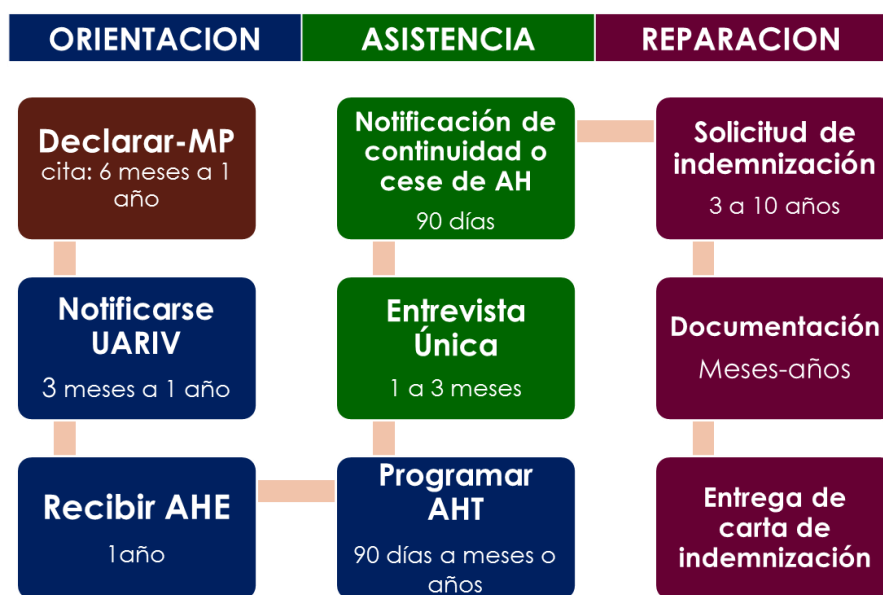 ORIENTACION
ASISTENCIA
REPARACION
Declarar-MP
cita: 6 meses a 1
año
Notificarse
UARIV
3 meses a 1 año
Recibir AHE
1año
Programar
AHT
90 días a meses o
años
Entrevista
Única
1 a 3 meses
Notificación de
continuidad o
cese de AH
90 días
Solicitud de
indemnización
3 a 10 años
Documentación
Meses-años
Entrega de
carta de
indemnización